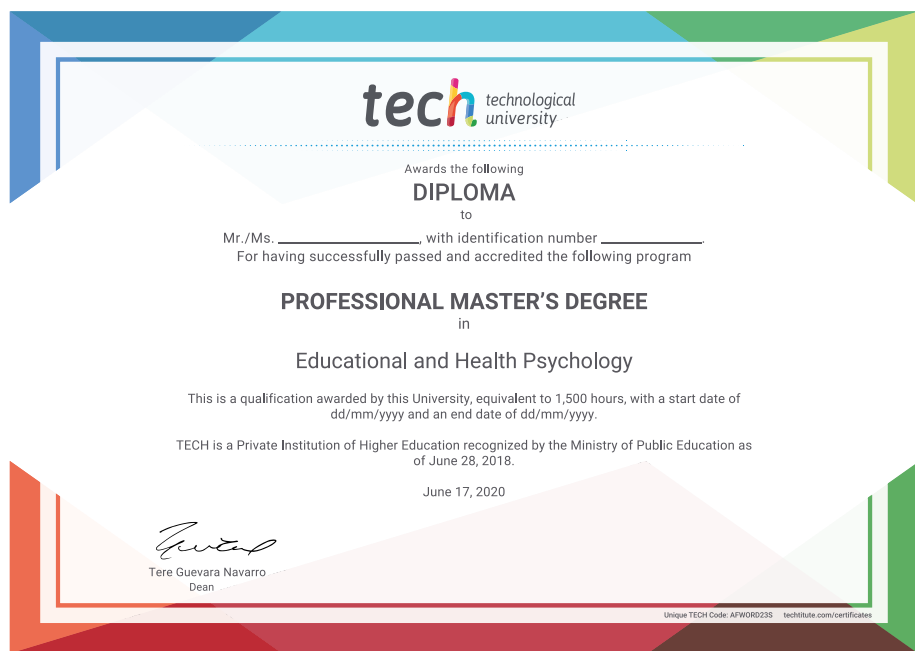 tech technological
university
Awards the following
DIPLOMA
to
Mr./Ms. ____________________, with identification number ______________.
For having successfully passed and accredited the following program
PROFESSIONAL MASTER'S DEGREE
in
Educational and Health Psychology
This is a qualification awarded by this University, equivalent to 1,500 hours, with a start date of
dd/mm/yyyy and an end date of dd/mm/yyyy.
TECH is a Private Institution of Higher Education recognized by the Ministry of Public Education as
of June 28, 2018.
June 17, 2020
Tere Guevara Navarro
Dean
Unique TECH Code: AFWORD23S techtitute.com/certificates